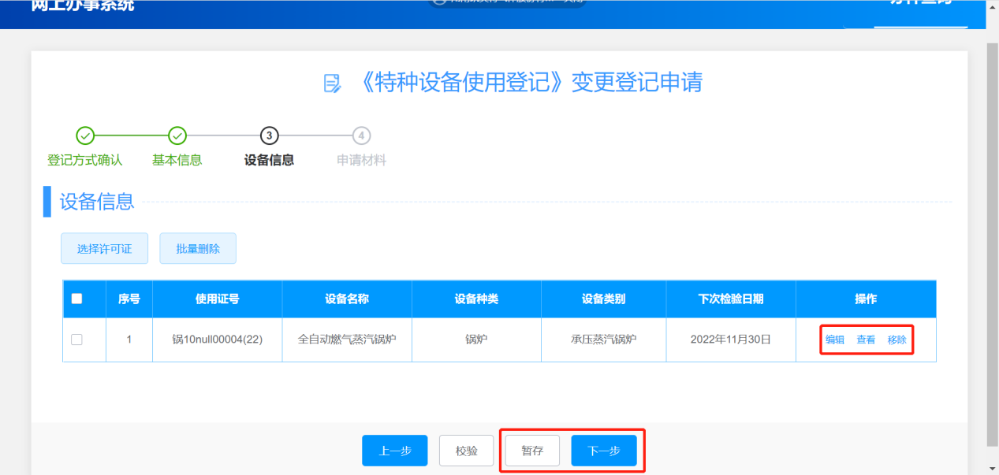 网上办事系统
《特种设备使用登记》变更登记申请
3 4
登记方式确认 基本信息 设备信息 申请材料
设备信息
选择许可证 批量删除
序号 使用证号 设备名称 设备种类 设备类别 下次检验日期 操作
1 锅10null00004(22) 全自动燃气蒸汽锅炉 锅炉 承压蒸汽锅炉 2022年11月30日 编辑 查看 移除
上一步 校验 暂存 下一步